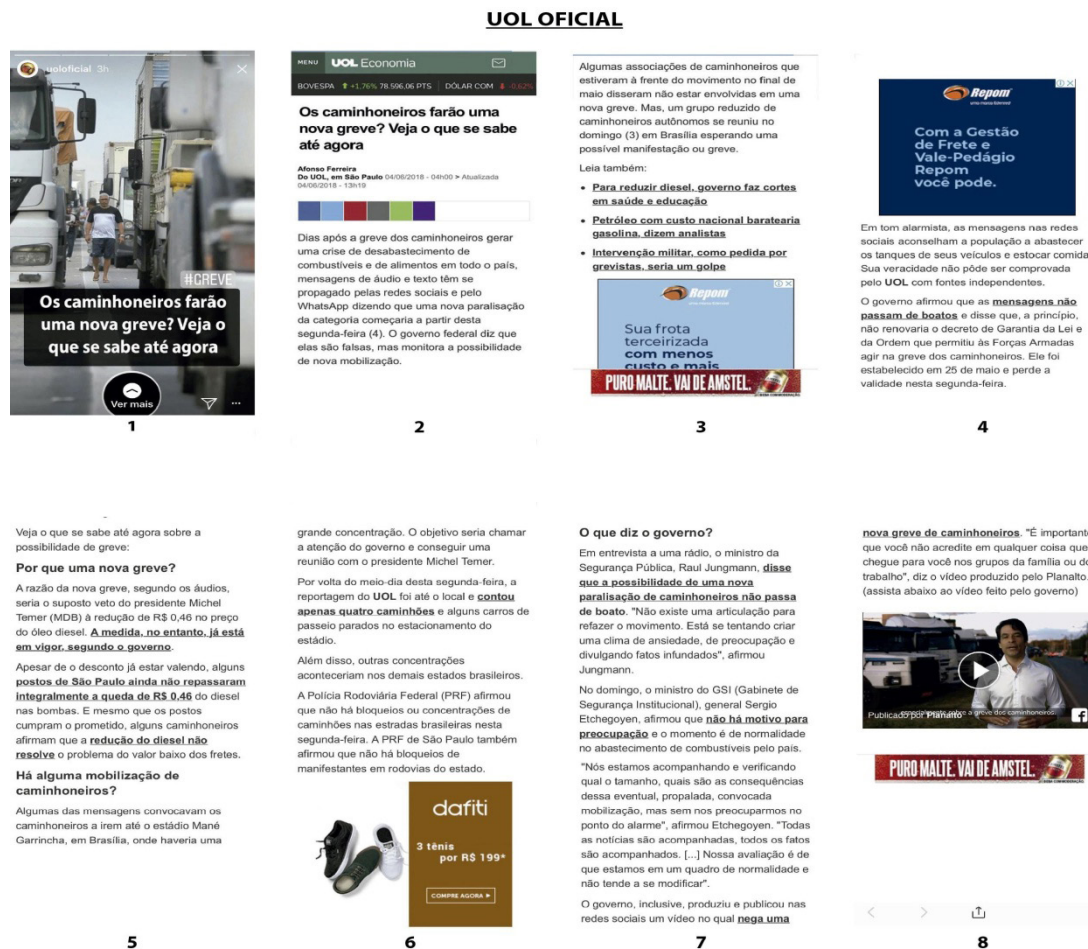 UOL OFICIAL
uoloficial 3h
#GREVE
Os caminhoneiros farão
uma nova greve? Veja o
que se sabe até agora
Ver mais
1
MENU UOL Economia
BOVESPA +1,76% 78.596,06 PTS DÓLAR COM -0,62%
Os caminhoneiros farão uma
nova greve? Veja o que se sabe
até agora
Afonso Ferreira
Do UOL, em São Paulo 04/06/2018 - 04h00 > Atualizada
04/06/2018 - 13h19
Dias após a greve dos caminhoneiros gerar
uma crise de desabastecimento de
combustíveis e de alimentos em todo o país,
mensagens de áudio e texto têm se
propagado pelas redes sociais e pelo
WhatsApp dizendo que uma nova paralisação
da categoria começaria a partir desta
segunda-feira (4). O governo federal diz que
elas são falsas, mas monitora a possibilidade
de nova mobilização.
2
Algumas associações de caminhoneiros que
estiveram à frente do movimento no final de
maio disseram não estar envolvidas em uma
nova greve. Mas, um grupo reduzido de
caminhoneiros autônomos se reuniu no
domingo (3) em Brasília esperando uma
possível manifestação ou greve.
Leia também:
• Para reduzir diesel, governo faz cortes
em saúde e educação
• Petróleo com custo nacional baratearia
gasolina, dizem analistas
• Intervenção militar, como pedida por
grevistas, seria um golpe
Repom
Sua frota
terceirizada
com menos
custo e mais
PURO MALTE. VAI DE AMSTEL.
3
Repom
Com a Gestão
de Frete e
Vale-Pedágio
Repom
você pode.
Em tom alarmista, as mensagens nas redes
sociais aconselham a população a abastecer
os tanques de seus veículos e estocar comida
Sua veracidade não pôde ser comprovada
pelo UOL com fontes independentes.
O governo afirmou que as mensagens não
passam de boatos e disse que, a princípio,
não renovaria o decreto de Garantia da Lei e
da Ordem que permitiu às Forças Armadas
agir na greve dos caminhoneiros. Ele foi
estabelecido em 25 de maio e perde a
validade nesta segunda-feira.
4
Veja o que se sabe até agora sobre a
possibilidade de greve:
Por que uma nova greve?
A razão da nova greve, segundo os áudios,
seria o suposto veto do presidente Michel
Temer (MDB) à redução de R$ 0,46 no preço
do óleo diesel. A medida, no entanto, já está
em vigor, segundo o governo.
Apesar de o desconto já estar valendo, alguns
postos de São Paulo ainda não repassaram
integralmente a queda de R$ 0,46 do diesel
nas bombas. E mesmo que os postos
cumpram o prometido, alguns caminhoneiros
afirmam que a redução do diesel não
resolve o problema do valor baixo dos fretes.
Há alguma mobilização de
caminhoneiros?
Algumas das mensagens convocavam os
caminhoneiros a irem até o estádio Mané
Garrincha, em Brasília, onde haveria uma
5
grande concentração. O objetivo seria chamar
a atenção do governo e conseguir uma
reunião com o presidente Michel Temer.
Por volta do meio-dia desta segunda-feira, a
reportagem do UOL foi até o local e contou
apenas quatro caminhões e alguns carros de
passeio parados no estacionamento do
estádio.
Além disso, outras concentrações
aconteceriam nos demais estados brasileiros.
A Polícia Rodoviária Federal (PRF) afirmou
que não há bloqueios ou concentrações de
caminhões nas estradas brasileiras nesta
segunda-feira. A PRF de São Paulo também
afirmou que não há bloqueios de
manifestantes em rodovias do estado.
dafiti
3 tênis
por R$ 199*
COMPRE AGORA
6
O que diz o governo?
Em entrevista a uma rádio, o ministro da
Segurança Pública, Raul Jungmann, disse
que a possibilidade de uma nova
paralisação de caminhoneiros não passa
de boato. "Não existe uma articulação para
refazer o movimento. Está se tentando criar
uma clima de ansiedade, de preocupação e
divulgando fatos infundados", afirmou
Jungmann.
No domingo, o ministro do GSI (Gabinete de
Segurança Institucional), general Sergio
Etchegoyen, afirmou que não há motivo para
preocupação e o momento é de normalidade
no abastecimento de combustíveis pelo país.
"Nós estamos acompanhando e verificando
qual o tamanho, quais são as consequências
dessa eventual, propalada, convocada
mobilização, mas sem nos preocuparmos no
ponto do alarme", afirmou Etchegoyen. "Todas
as notícias são acompanhadas, todos os fatos
são acompanhados. [...] Nossa avaliação é de
que estamos em um quadro de normalidade e
não tende a se modificar".
O governo, inclusive, produziu e publicou nas
redes sociais um vídeo no qual nega uma
7
nova greve de caminhoneiros. "É importante
que você não acredite em qualquer coisa que
chegue para você nos grupos da família ou do
trabalho", diz o vídeo produzido pelo Planalto.
(assista abaixo ao vídeo feito pelo governo)
especialmente sobre a greve dos caminhoneiros.
Publicado por Planalto
PURO MALTE. VAI DE AMSTEL.
8